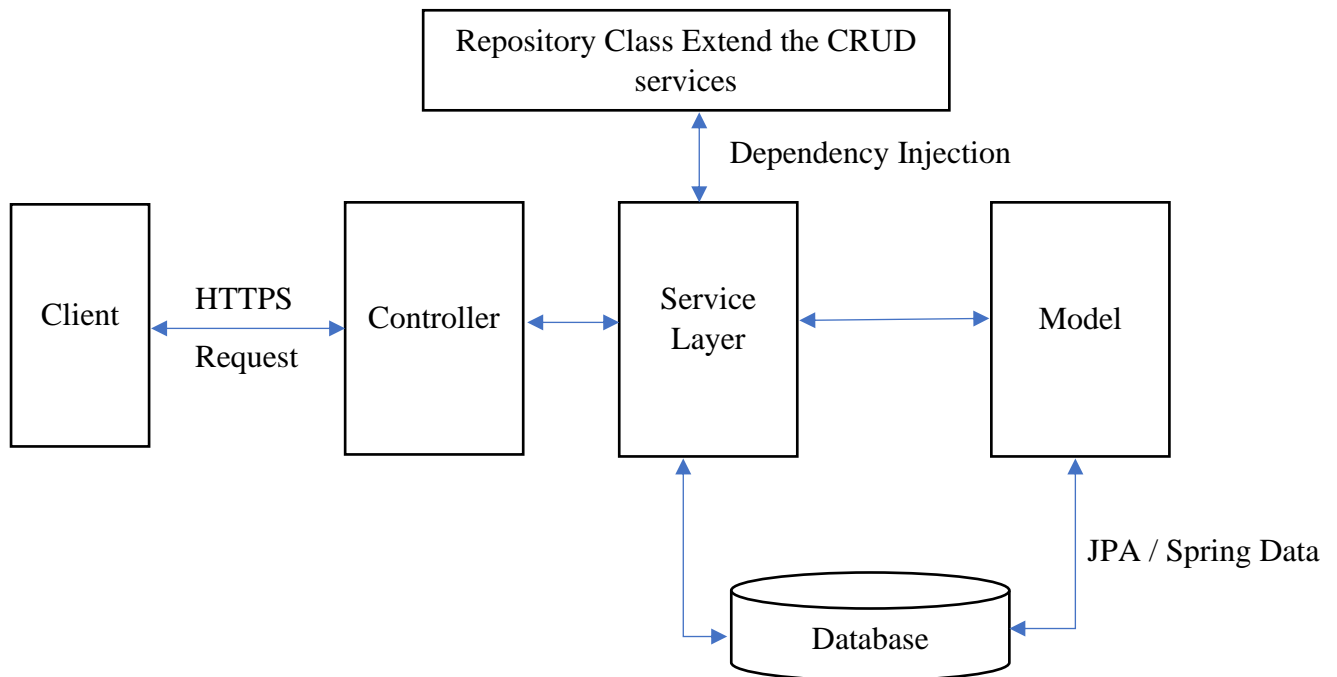 Repository Class Extend the CRUD
services
Dependency Injection
Client
HTTPS
Request
Controller
Service
Layer
Model
JPA / Spring Data
Database